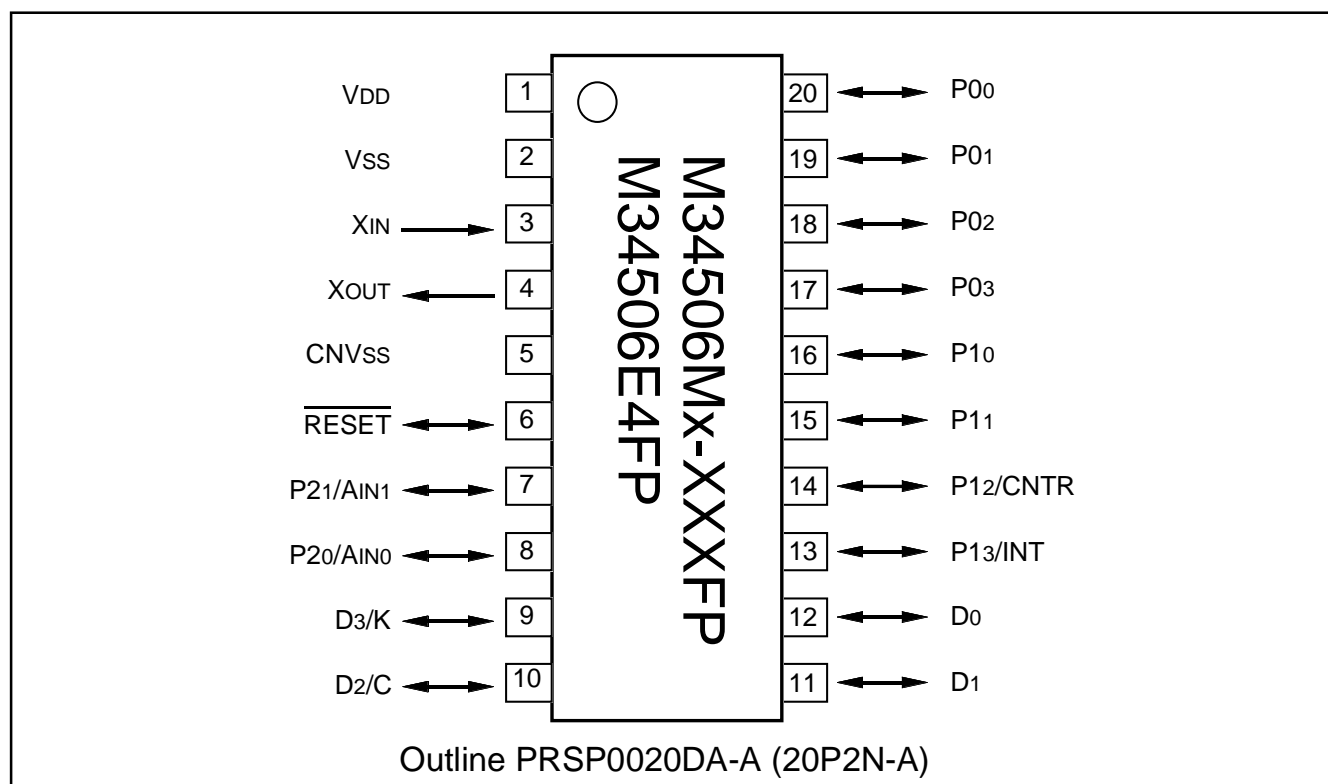 VDD 1 20 P00
VSS 2 19 P01
XIN 3 18 P02
XOUT 4 17 P03
CNVSS 5 16 P10
RESET 6 15 P11
P21/AIN1 7 14 P12/CNTR
P20/AIN0 8 13 P13/INT
D3/K 9 12 D0
D2/C 10 11 D1
M34506Mx-XXXFP
M34506E4FP
Outline PRSP0020DA-A (20P2N-A)